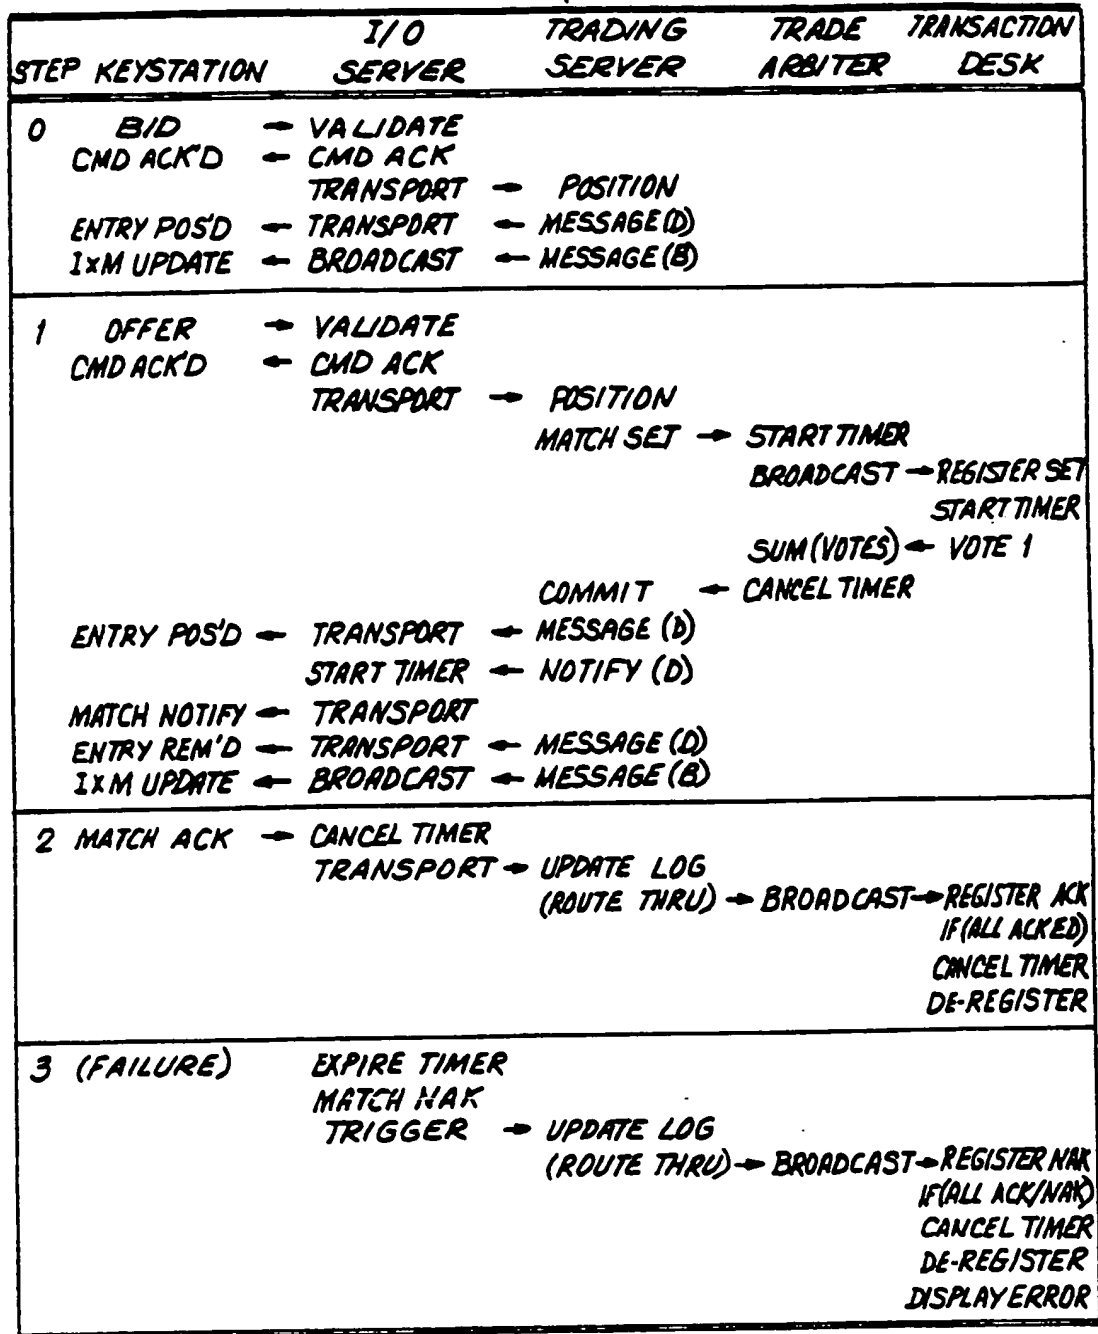 I/O TRADING TRADE TRANSACTION
STEP KEYSTATION SERVER SERVER ARBITER DESK
0 BID → VALIDATE
CMD ACK'D ← CMD ACK
TRANSPORT → POSITION
ENTRY POS'D ← TRANSPORT ← MESSAGE(D)
IxM UPDATE ← BROADCAST ← MESSAGE(B)
1 OFFER → VALIDATE
CMD ACK'D ← CMD ACK
TRANSPORT → POSITION
MATCH SET → START TIMER
BROADCAST → REGISTER SET
START TIMER
SUM(VOTES) ← VOTE 1
COMMIT ← CANCEL TIMER
ENTRY POS'D ← TRANSPORT ← MESSAGE (D)
START TIMER ← NOTIFY (D)
MATCH NOTIFY ← TRANSPORT
ENTRY REM'D ← TRANSPORT ← MESSAGE(D)
IxM UPDATE ← BROADCAST ← MESSAGE(B)
2 MATCH ACK → CANCEL TIMER
TRANSPORT → UPDATE LOG
(ROUTE THRU) → BROADCAST → REGISTER ACK
IF(ALL ACKED)
CANCEL TIMER
DE-REGISTER
3 (FAILURE) EXPIRE TIMER
MATCH NAK
TRIGGER → UPDATE LOG
(ROUTE THRU) → BROADCAST → REGISTER NAK
IF(ALL ACK/NAK)
CANCEL TIMER
DE-REGISTER
DISPLAY ERROR